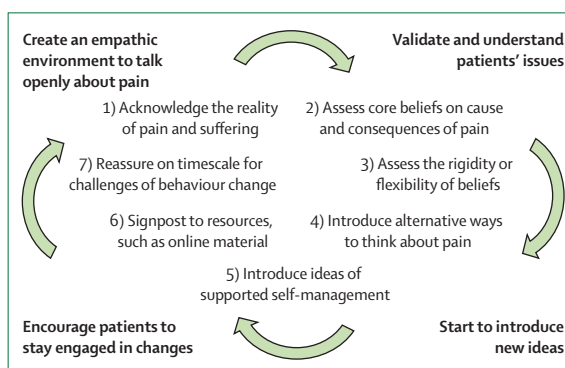 Create an empathic
environment to talk
openly about pain
Validate and understand
patients' issues
1) Acknowledge the reality
of pain and suffering
2) Assess core beliefs on cause
and consequences of pain
3) Assess the rigidity or
flexibility of beliefs
4) Introduce alternative ways
to think about pain
5) Introduce ideas of
supported self-management
6) Signpost to resources,
such as online material
7) Reassure on timescale for
challenges of behaviour change
Start to introduce
new ideas
Encourage patients to
stay engaged in changes